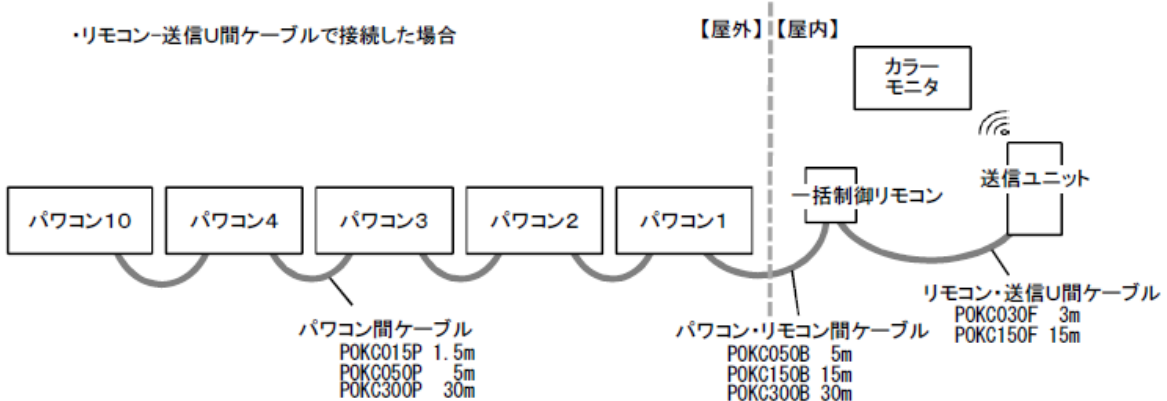 ・リモコン-送信U間ケーブルで接続した場合
【屋外】【屋内】
カラー
モニタ
送信ユニット
一括制御リモコン
パワコン10
パワコン4
パワコン3
パワコン2
パワコン1
リモコン・送信U間ケーブル
POKC030F 3m
POKC150F 15m
パワコン間ケーブル
POKC015P 1.5m
POKC050P 5m
POKC300P 30m
パワコン・リモコン間ケーブル
POKC050B 5m
POKC150B 15m
POKC300B 30m